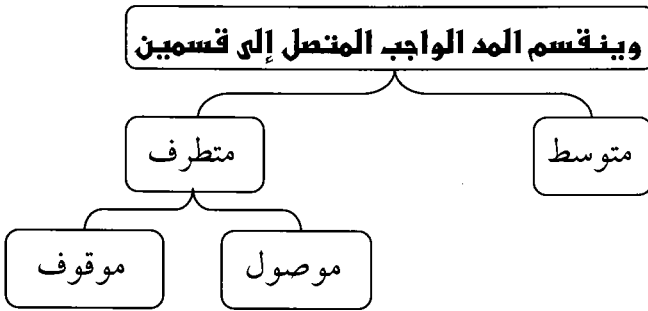 وينقسم المد الواجب المتصل إلى قسمين
متوسط
متطرف
موصول
موقوف